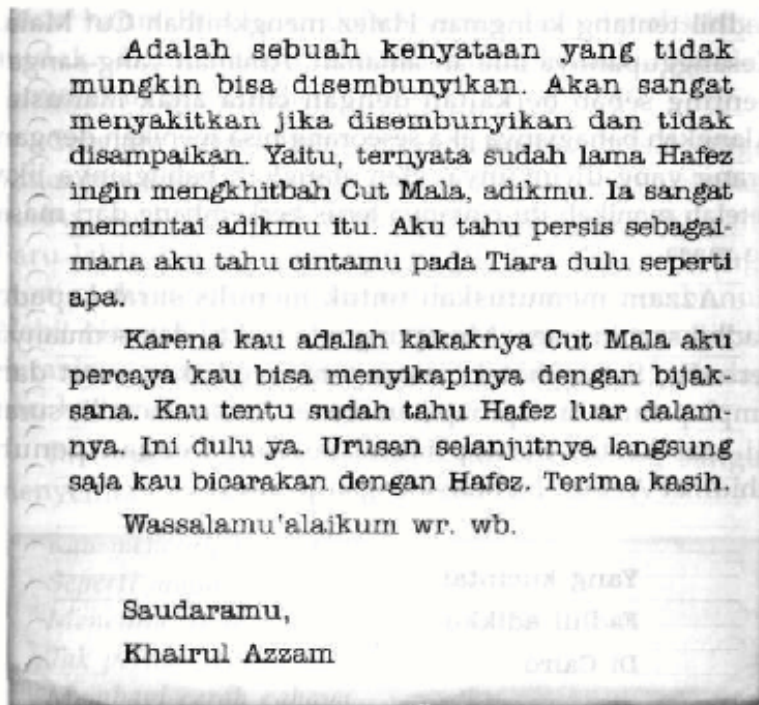 Adalah sebuah kenyataan yang tidak
mungkin bisa disembunyikan. Akan sangat
menyakitkan jika disembunyikan dan tidak
disampaikan. Yaitu, ternyata sudah lama Hafez
ingin mengkhitbah Cut Mala, adikmu. Ia sangat
mencintai adikmu itu. Aku tahu persis sebagai-
mana aku tahu cintamu pada Tiara dulu seperti
apa.
Karena kau adalah kakaknya Cut Mala aku
percaya kau bisa menyikapinya dengan bijak-
sana. Kau tentu sudah tahu Hafez luar dalam-
nya. Ini dulu ya. Urusan selanjutnya langsung
saja kau bicarakan dengan Hafez. Terima kasih.
Wassalamu'alaikum wr. wb.
Saudaramu,
Khairul Azzam